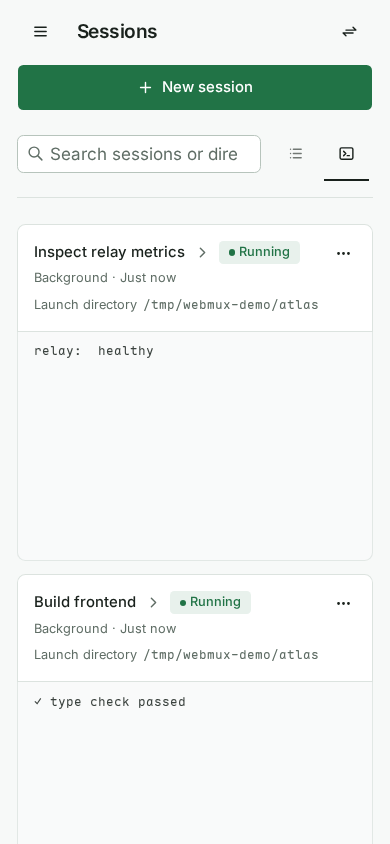 Sessions
+ New session
Search sessions or dire
Inspect relay metrics > Running
Background · Just now
Launch directory /tmp/webmux-demo/atlas
relay:  healthy
Build frontend > Running
Background · Just now
Launch directory /tmp/webmux-demo/atlas
✓ type check passed